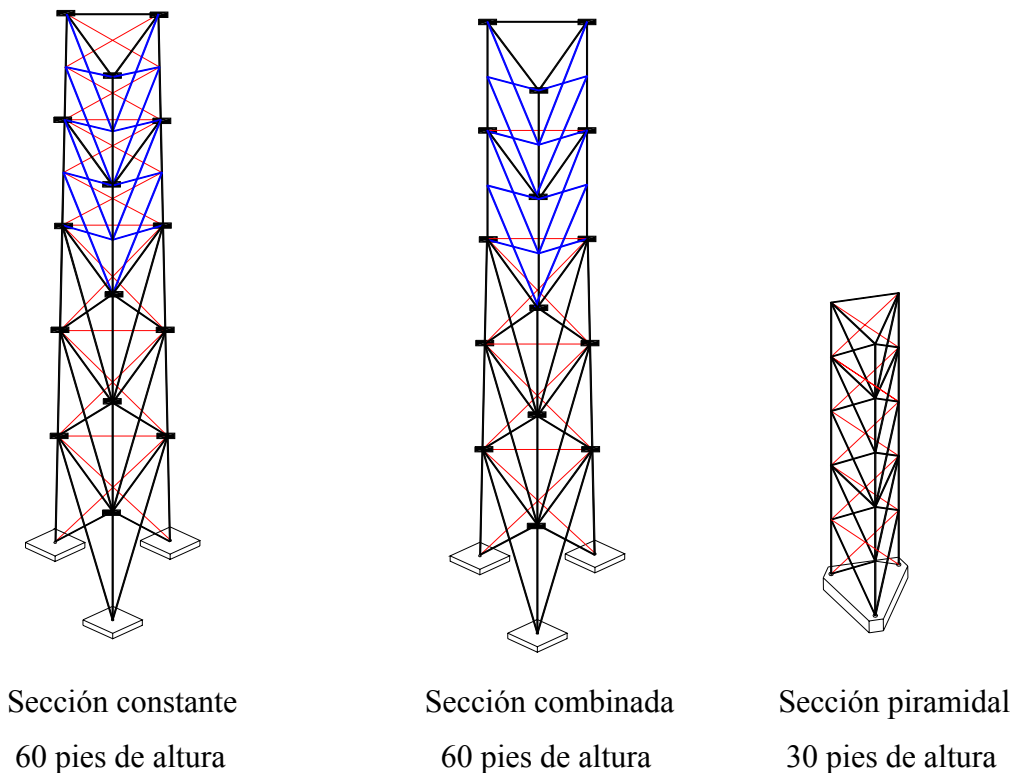 Sección constante
60 pies de altura
Sección combinada
60 pies de altura
Sección piramidal
30 pies de altura